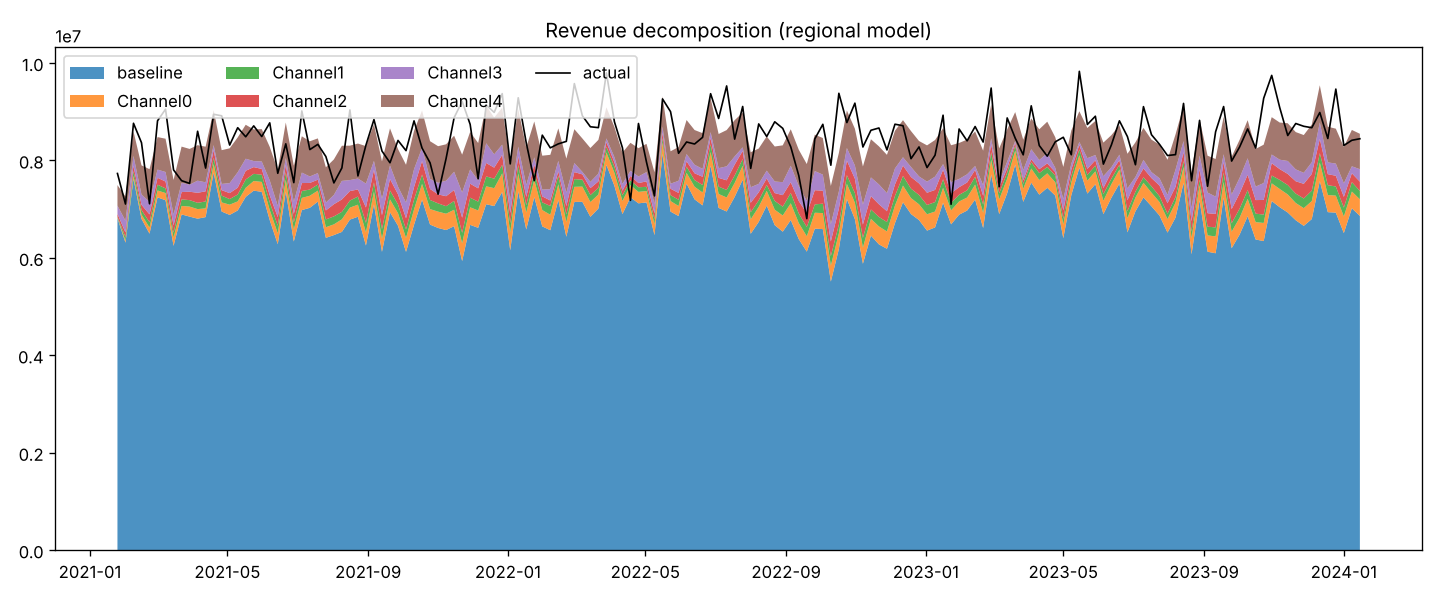 Revenue decomposition (regional model)
1e7
baseline Channel1 Channel3 actual
Channel0 Channel2 Channel4
1.0
0.8
0.6
0.4
0.2
0.0
2021-01 2021-05 2021-09 2022-01 2022-05 2022-09 2023-01 2023-05 2023-09 2024-01